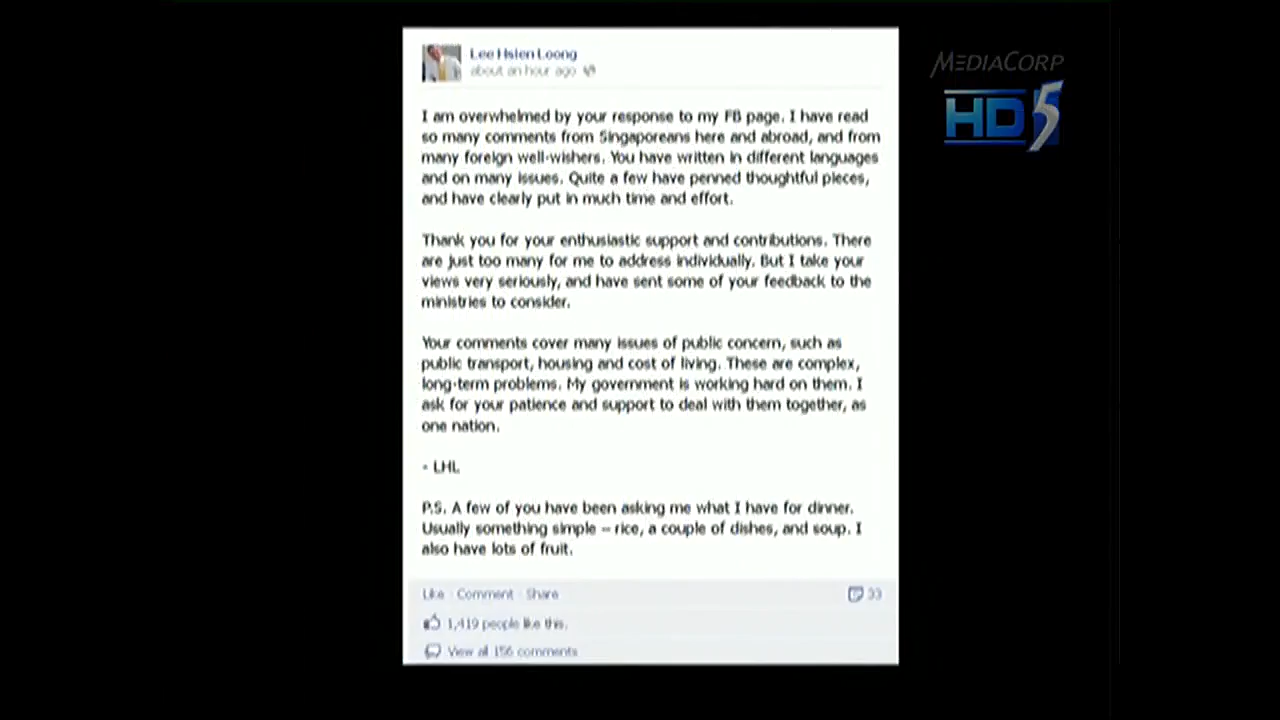 Lee Hsien Loong
about an hour ago
MEDIACORP
HD5
I am overwhelmed by your response to my FB page. I have read
so many comments from Singaporeans here and abroad, and from
many foreign well-wishers. You have written in different languages
and on many issues. Quite a few have penned thoughtful pieces,
and have clearly put in much time and effort.
Thank you for your enthusiastic support and contributions. There
are just too many for me to address individually. But I take your
views very seriously, and have sent some of your feedback to the
ministries to consider.
Your comments cover many issues of public concern, such as
public transport, housing and cost of living. These are complex,
long-term problems. My government is working hard on them. I
ask for your patience and support to deal with them together, as
one nation.
- LHL
P.S. A few of you have been asking me what I have for dinner.
Usually something simple – rice, a couple of dishes, and soup. I
also have lots of fruit.
Like · Comment · Share 33
1,419 people like this.
View all 156 comments